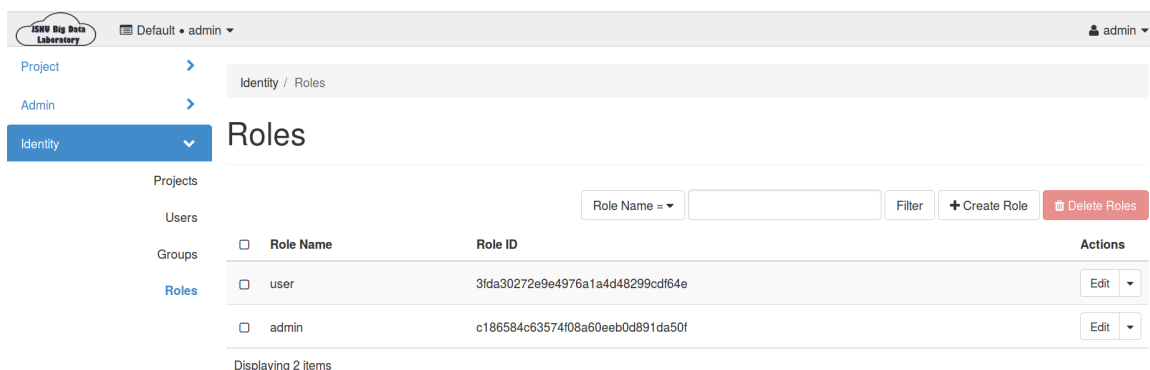 JSNU Big Data
Laboratory
Default • admin
admin
Project
Admin
Identity
Projects
Users
Groups
Roles
Identity / Roles
Roles
Role Name =
Filter
Create Role
Delete Roles
Role Name Role ID Actions
user 3fda30272e9e4976a1a4d48299cdf64e Edit
admin c186584c63574f08a60eeb0d891da50f Edit
Displaying 2 items